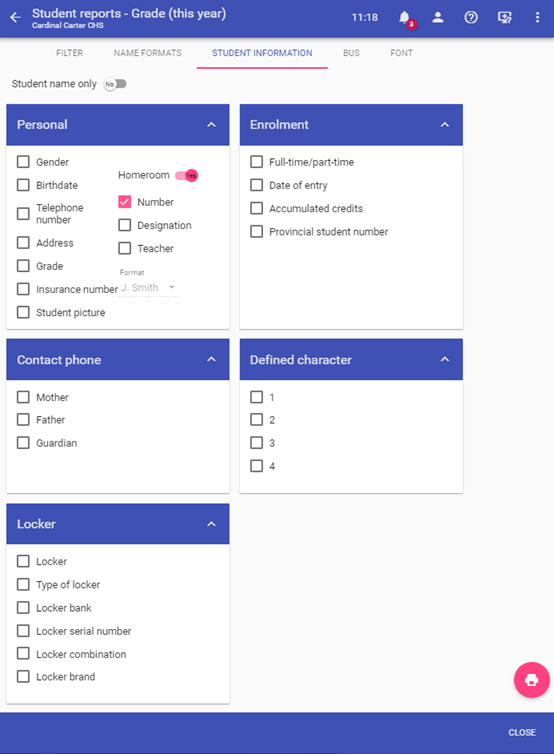 Student reports - Grade (this year)
Cardinal Carter CHS
11:18
3
FILTER
NAME FORMATS
STUDENT INFORMATION
BUS
FONT
Student name only
No
Personal
Gender
Birthdate
Telephone
number
Address
Grade
Insurance number
Student picture
Homeroom
Yes
Number
Designation
Teacher
Format
J. Smith
Enrolment
Full-time/part-time
Date of entry
Accumulated credits
Provincial student number
Contact phone
Mother
Father
Guardian
Defined character
1
2
3
4
Locker
Locker
Type of locker
Locker bank
Locker serial number
Locker combination
Locker brand
CLOSE